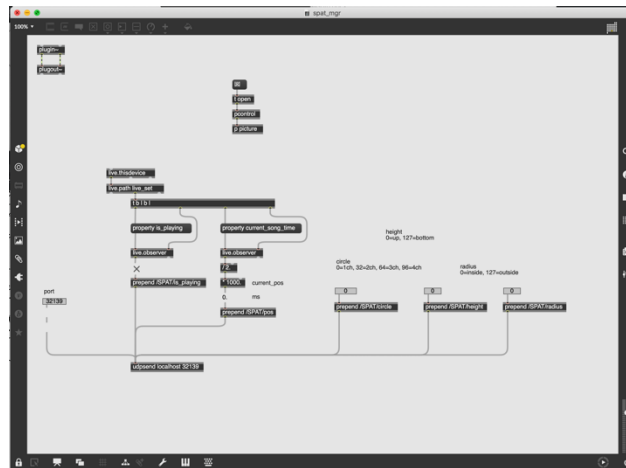 spat_mgr
100%
plugin~
plugout~
t open
pcontrol
p picture
live.thisdevice
live.path live_set
t b l b l
property is_playing
property current_song_time
live.observer
live.observer
height
0=up, 127=bottom
circle
0=1ch, 32=2ch, 64=3ch, 96=4ch
radius
0=inside, 127=outside
/ 2.
prepend /SPAT/is_playing
* 1000.
current_pos
port
32139
0.
ms
0
0
0
prepend /SPAT/pos
prepend /SPAT/circle
prepend /SPAT/height
prepend /SPAT/radius
udpsend localhost 32139